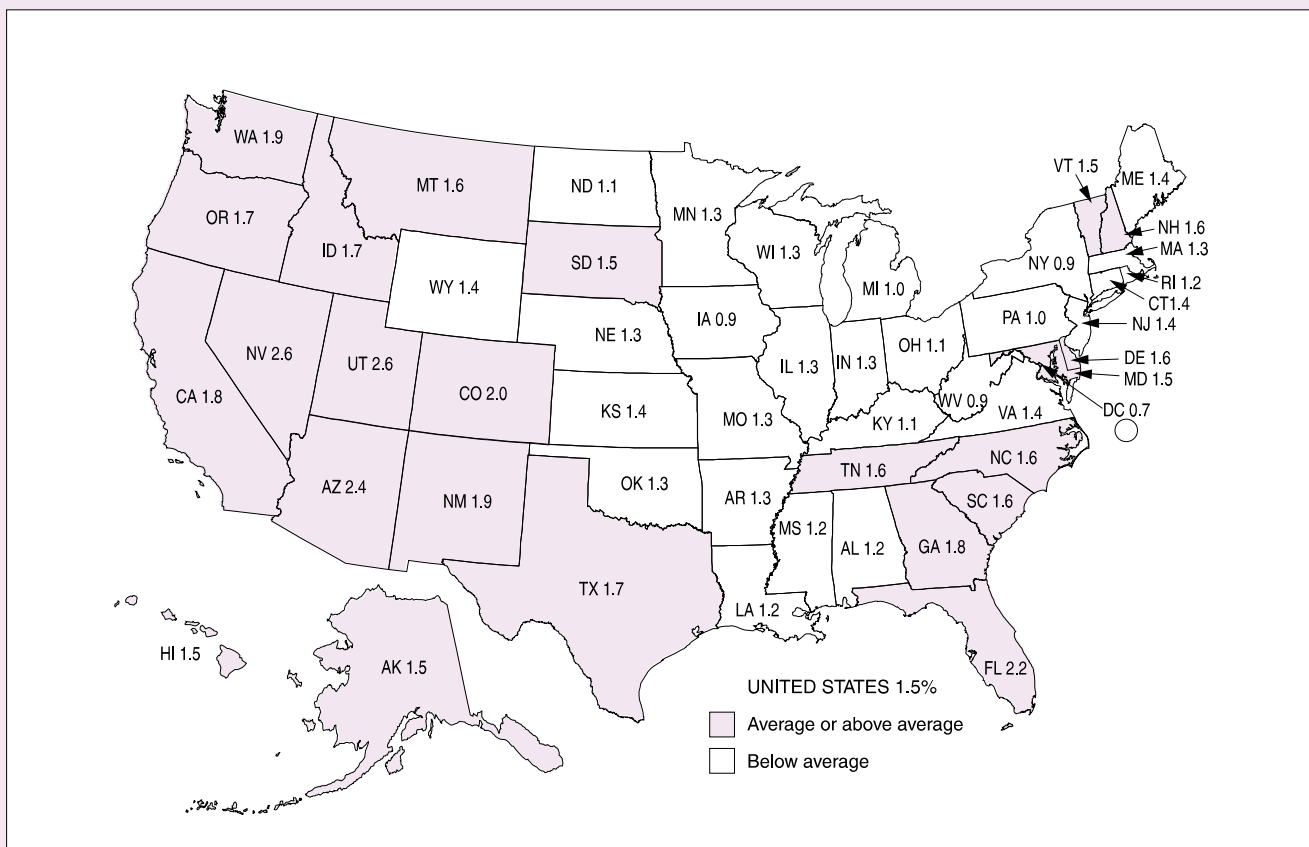 WA 1.9
MT 1.6
ND 1.1
VT 1.5
ME 1.4
OR 1.7
ID 1.7
MN 1.3
NH 1.6
SD 1.5
WI 1.3
MA 1.3
WY 1.4
NY 0.9
MI 1.0
RI 1.2
CT1.4
NE 1.3
IA 0.9
PA 1.0
NJ 1.4
NV 2.6
UT 2.6
OH 1.1
DE 1.6
CA 1.8
CO 2.0
IL 1.3
IN 1.3
MD 1.5
KS 1.4
MO 1.3
WV 0.9
VA 1.4
DC 0.7
KY 1.1
TN 1.6
NC 1.6
AZ 2.4
NM 1.9
OK 1.3
AR 1.3
SC 1.6
MS 1.2
AL 1.2
GA 1.8
TX 1.7
LA 1.2
HI 1.5
AK 1.5
FL 2.2
UNITED STATES 1.5%
Average or above average
Below average